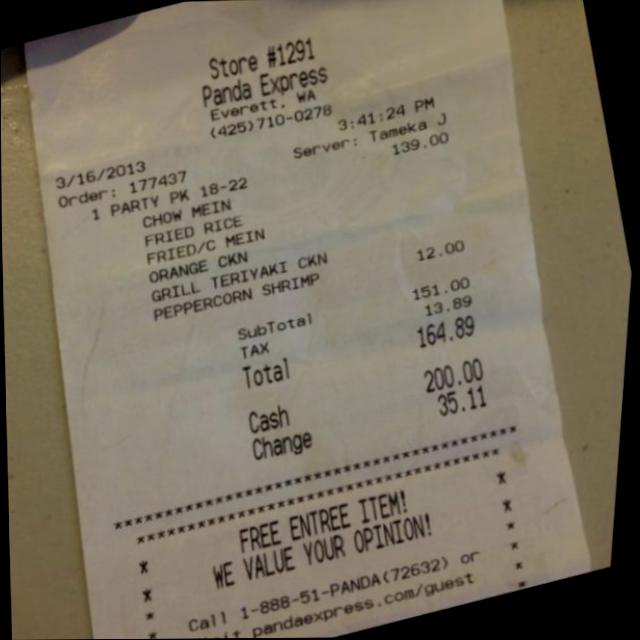 Store #1291
Panda Express
Everett, WA
(425)710-0278
3/16/2013 3:41:24 PM
Order: 177437 Server: Tameka J
1 PARTY PK 18-22 139.00
CHOW MEIN
FRIED RICE
FRIED/C MEIN
ORANGE CKN
GRILL TERIYAKI CKN
PEPPERCORN SHRIMP 12.00
SubTotal 151.00
TAX 13.89
Total 164.89
Cash 200.00
Change 35.11
************************************
************************************
* FREE ENTREE ITEM! *
* WE VALUE YOUR OPINION! *
* Call 1-888-51-PANDA(72632) or *
* pandaexpress.com/guest *